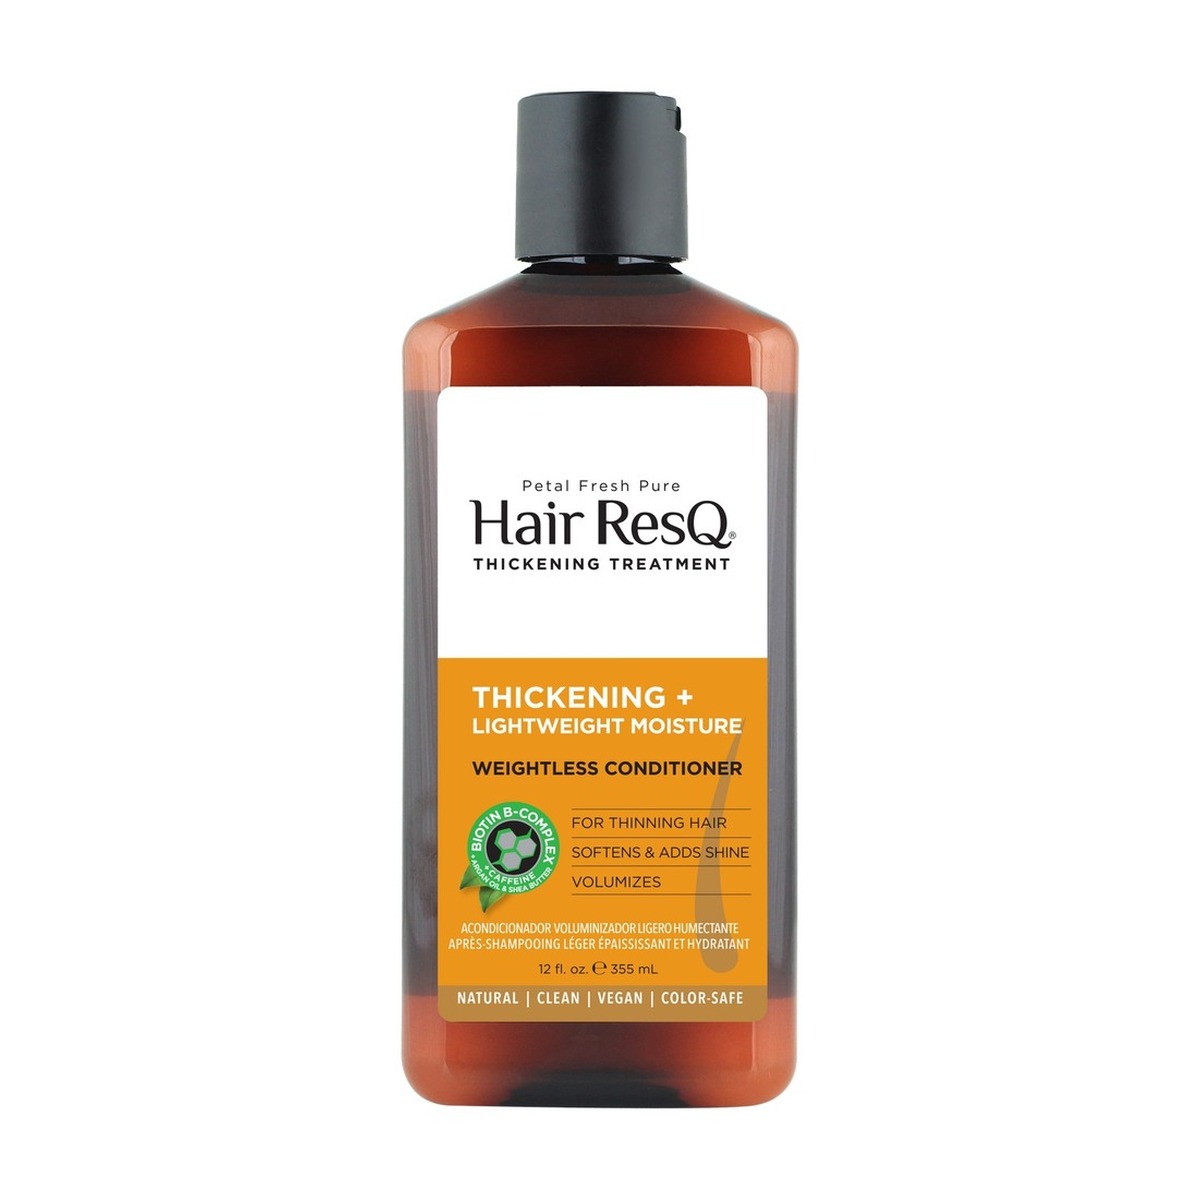 Petal Fresh Pure
Hair ResQ®
THICKENING TREATMENT
THICKENING +
LIGHTWEIGHT MOISTURE
WEIGHTLESS CONDITIONER
BIOTIN B-COMPLEX
+ CAFFEINE
+ ARGAN OIL & SHEA BUTTER
FOR THINNING HAIR
SOFTENS & ADDS SHINE
VOLUMIZES
ACONDICIONADOR VOLUMINIZADOR LIGERO HUMECTANTE
APRÈS-SHAMPOOING LÉGER ÉPAISSISSANT ET HYDRATANT
12 fl. oz. ℮ 355 mL
NATURAL | CLEAN | VEGAN | COLOR-SAFE